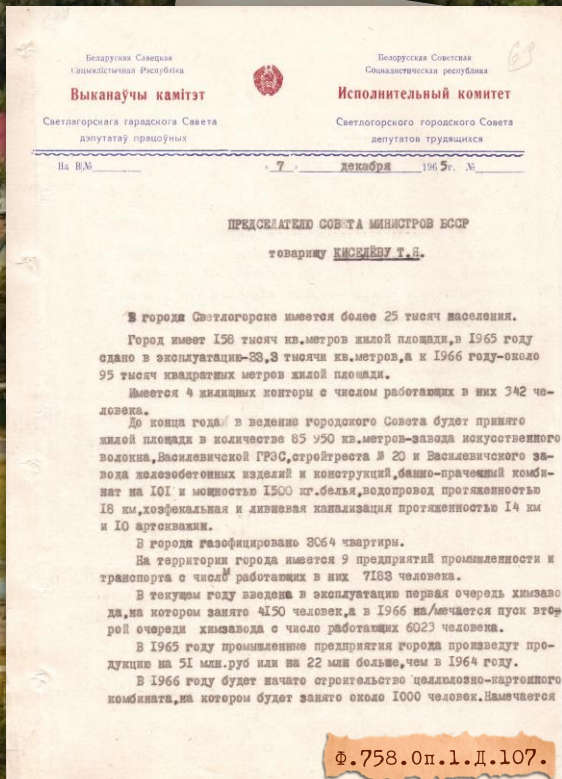 Беларуская Савецкая
Сацыялістычная Рэспубліка
Выканаўчы камітэт
Светлагорскага гарадскога Савета
дэпутатаў працоўных
Белорусская Советская
Социалистическая республика
Исполнительный комитет
Светлогорского городского Совета
депутатов трудящихся
69
На В№ « 7 » декабря 1965г. №
ПРЕДСЕДАТЕЛЮ СОВЕТА МИНИСТРОВ БССР
товарищу КИСЕЛЁВУ Т.Я.
В городе Светлогорске имеется более 25 тысяч населения.
Город имеет 158 тысяч кв.метров жилой площади,в 1965 году
сдано в эксплуатацию-33,3 тысячи кв.метров,а к 1966 году-около
95 тысяч квадратных метров жилой площади.
Имеется 4 жилищных конторы с числом работающих в них 342 че-
ловека.
До конца года/ в ведение городского Совета будет принято
жилой площади в количестве 85 950 кв.метров-завода искусственного
волокна,Василевичской ГРЭС,стройтреста № 20 и Василевичского за-
вода железобетонных изделий и конструкций,банно-прачечный комби-
нат на 101 м мощностью 1500 кг.белья,водопровод протяженностью
18 км,хозфекальная и ливневая канализация протяженностью 14 км
и 10 артскважин.
В городе газофицировано 3064 квартиры.
На территории города имеется 9 предприятий промышленности и
транспорта с числом работающих в них 7183 человека.
В текущем году введена в эксплуатацию первая очередь химзаво
да,на котором занято 4150 человек,а в 1966 на/мечается пуск вто-
рой очереди химзавода с число работающих 6023 человека.
В 1965 году промышленные предприятия города произведут про-
дукцию на 51 млн.руб или на 22 млн больше,чем в 1964 году.
В 1966 году будет начато строительство целлюлозно-картонного
комбината,на котором будет занято около 1000 человек.Намечается
Ф.758.Оп.1.Д.107.